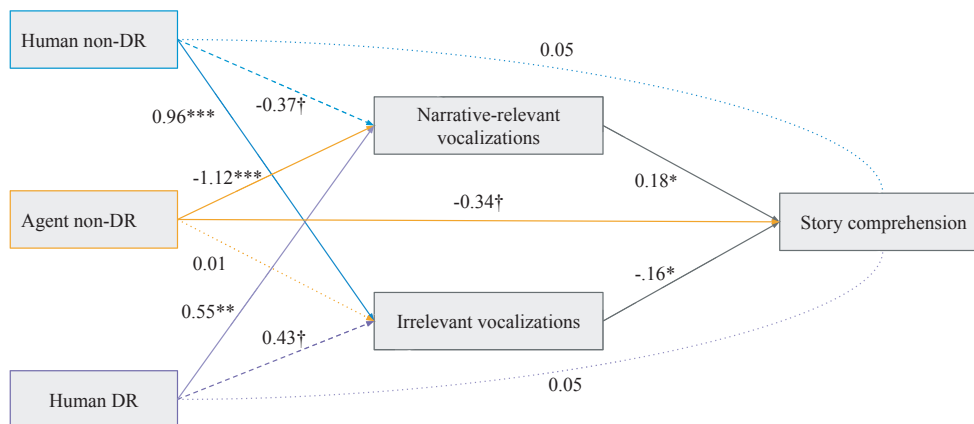 Human non-DR
0.05
-0.37†
0.96***
Narrative-relevant
vocalizations
-1.12***
0.18*
Agent non-DR
-0.34†
Story comprehension
0.01
-.16*
0.55**
Irrelevant vocalizations
0.43†
Human DR
0.05